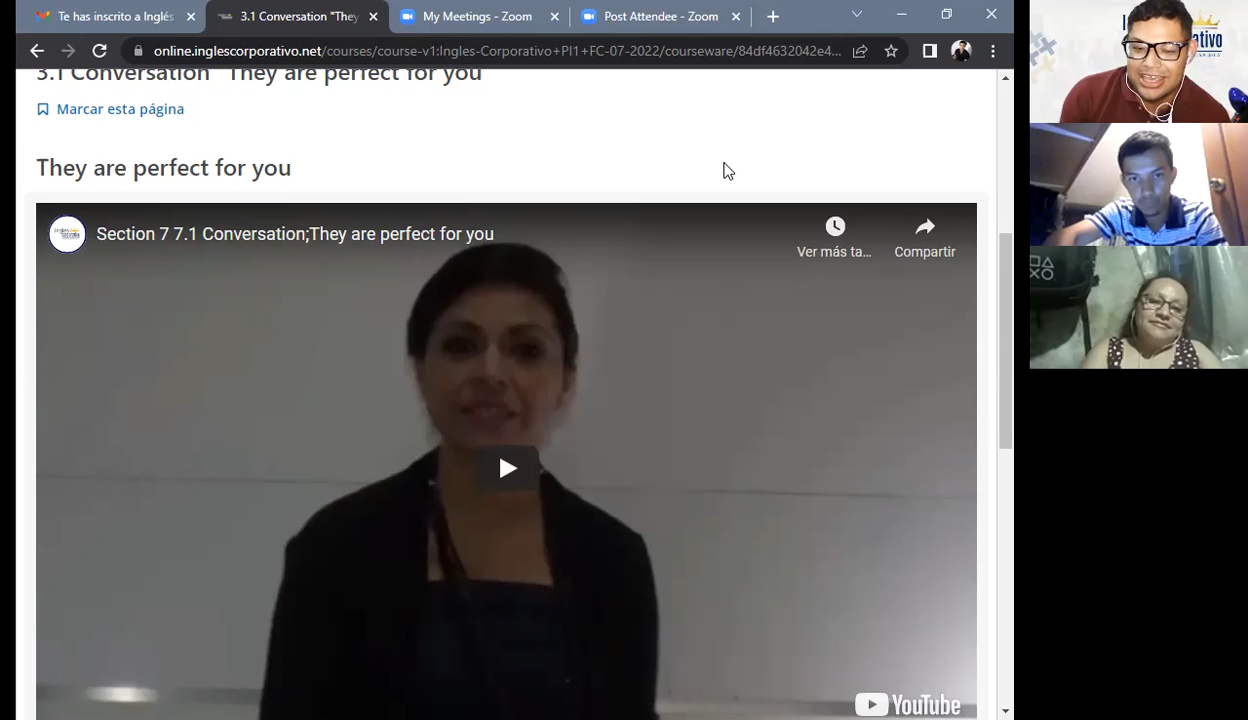 Te has inscrito a Inglés
3.1 Conversation "They
My Meetings - Zoom
Post Attendee - Zoom
online.inglescorporativo.net/courses/course-v1:Ingles-Corporativo+PI1+FC-07-2022/courseware/84df4632042e4...
3.1 Conversation "They are perfect for you"
Marcar esta página
They are perfect for you
Section 7 7.1 Conversation;They are perfect for you
Ver más ta...
Compartir
YouTube